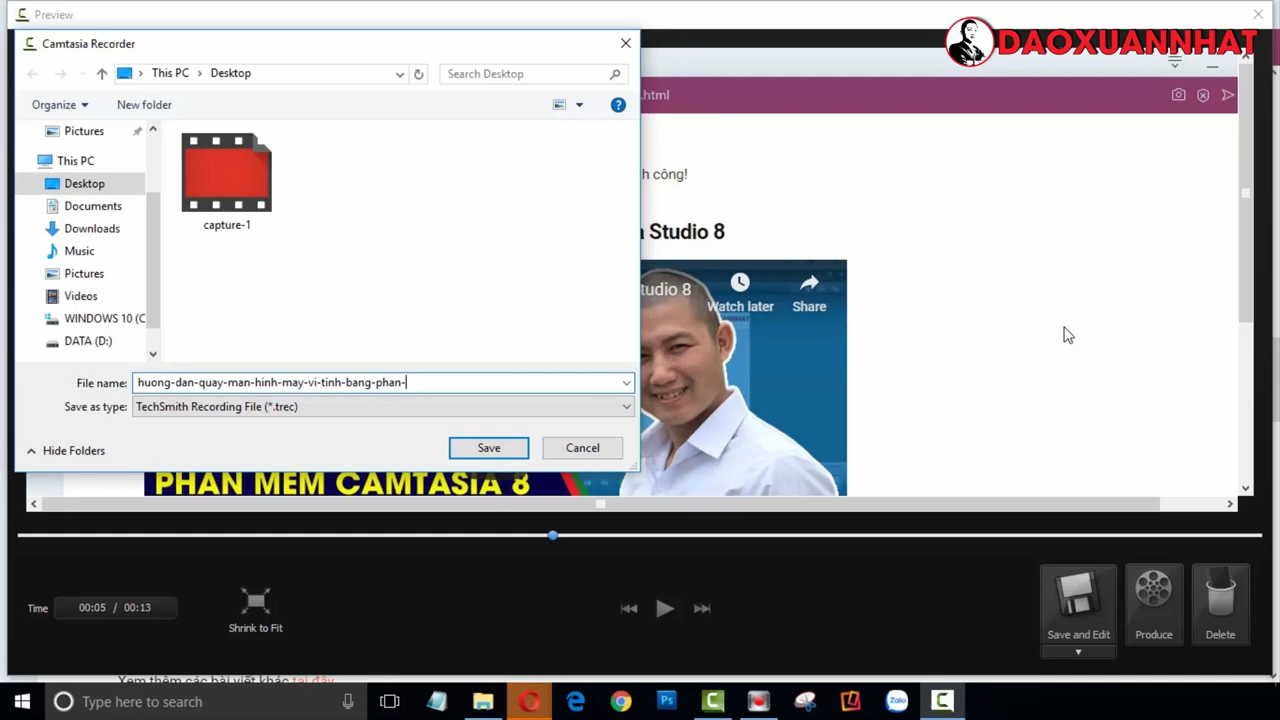 Preview
DAOXUANNHAT
Camtasia Recorder
This PC > Desktop
Search Desktop
Organize
New folder
.html
Pictures
This PC
Desktop
Documents
Downloads
Music
Pictures
Videos
WINDOWS 10 (C
DATA (D:)
capture-1
h công!
a Studio 8
tudio 8
Watch later
Share
File name: huong-dan-quay-man-hinh-may-vi-tinh-bang-phan-
Save as type: TechSmith Recording File (*.trec)
Hide Folders
Save
Cancel
PHẦN MỀM CAMTASIA 8
Time 00:05 / 00:13
Shrink to Fit
Save and Edit
Produce
Delete
Xem thêm các bài viết khác tại đây
Type here to search
Ps
Zalo